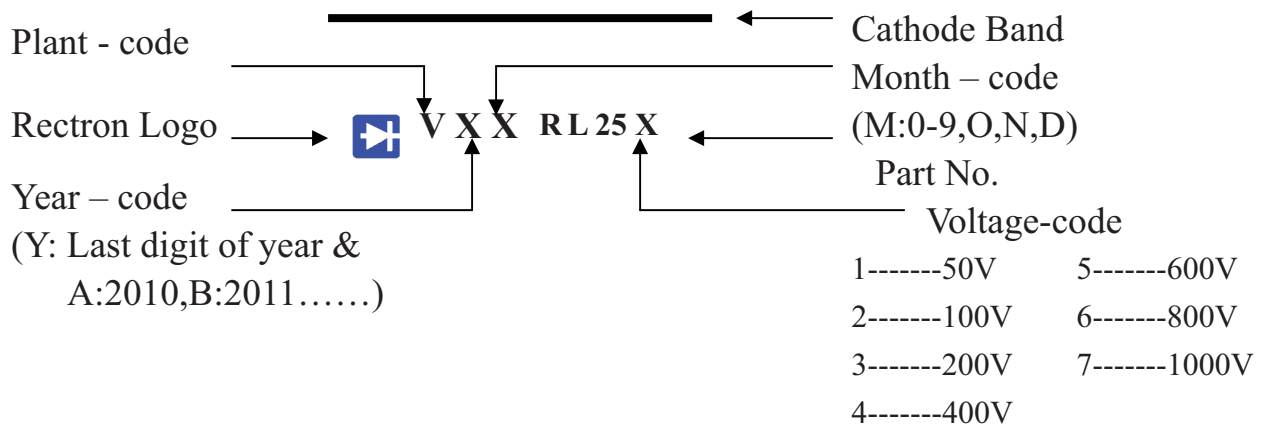 Plant - code
Cathode Band
Month – code
Rectron Logo
V X X RL25X
(M:0-9,O,N,D)
Part No.
Year – code
Voltage-code
(Y: Last digit of year &
A:2010,B:2011......)
1-------50V 5-------600V
2-------100V 6-------800V
3-------200V 7-------1000V
4-------400V